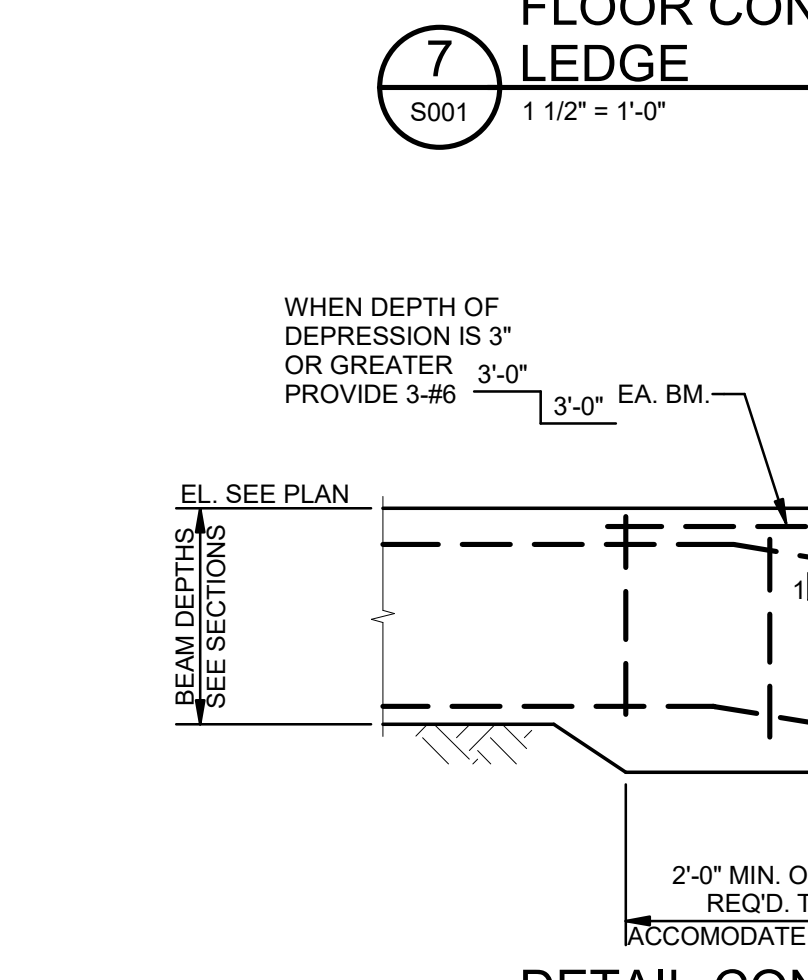 FLOOR CON
7
LEDGE
S001
1 1/2" = 1'-0"
WHEN DEPTH OF
DEPRESSION IS 3"
OR GREATER
PROVIDE 3-#6
3'-0"
3'-0"
EA. BM.
EL. SEE PLAN
BEAM DEPTHS
SEE SECTIONS
1
2'-0" MIN. O
REQ'D. T
ACCOMODATE
DETAIL CON